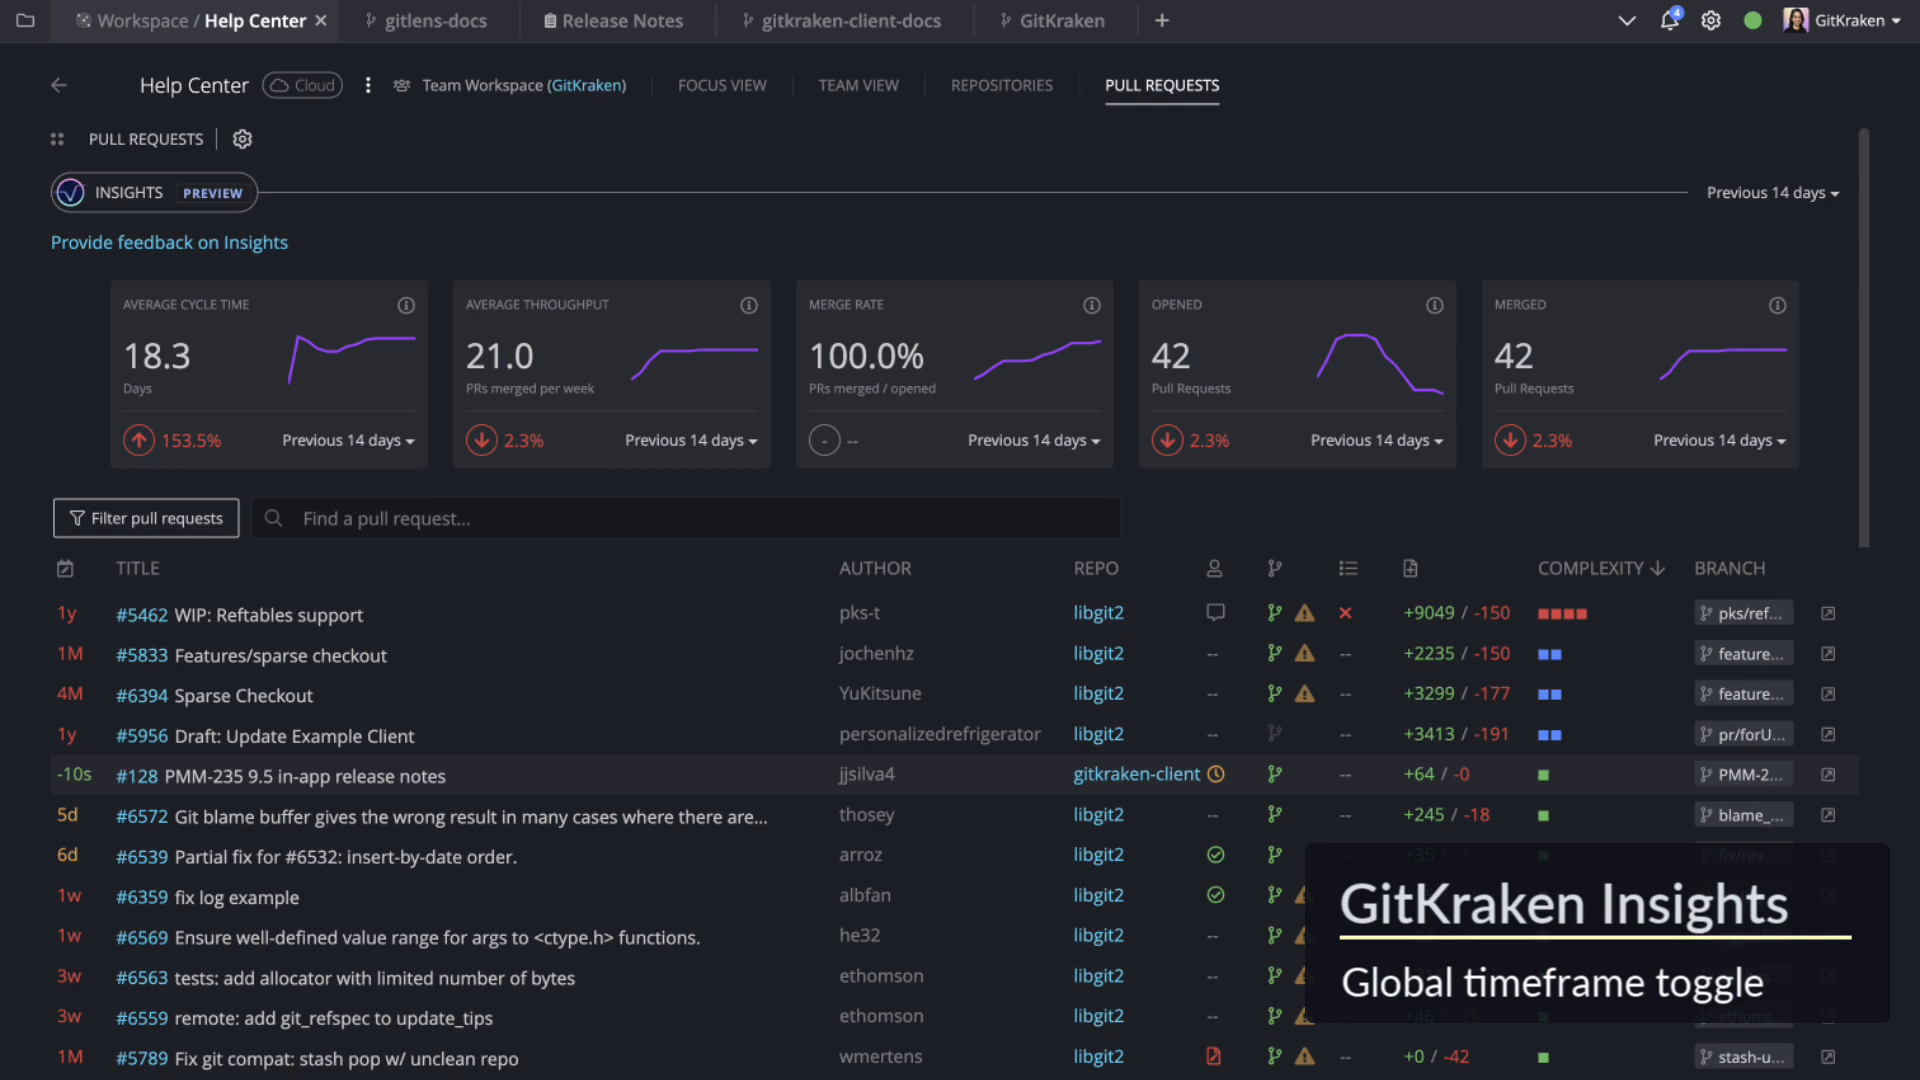 Workspace / Help Center × gitlens-docs Release Notes gitkraken-client-docs GitKraken + 4 GitKraken
Help Center Cloud Team Workspace (GitKraken) FOCUS VIEW TEAM VIEW REPOSITORIES PULL REQUESTS
PULL REQUESTS
INSIGHTS PREVIEW Previous 14 days
Provide feedback on Insights
AVERAGE CYCLE TIME AVERAGE THROUGHPUT MERGE RATE OPENED MERGED
18.3 21.0 100.0% 42 42
Days PRs merged per week PRs merged / opened Pull Requests Pull Requests
153.5% Previous 14 days 2.3% Previous 14 days - -- Previous 14 days 2.3% Previous 14 days 2.3% Previous 14 days
Filter pull requests Find a pull request...
TITLE AUTHOR REPO COMPLEXITY BRANCH
1y #5462 WIP: Reftables support pks-t libgit2 +9049 / -150 pks/ref...
1M #5833 Features/sparse checkout jochenhz libgit2 -- -- +2235 / -150 feature...
4M #6394 Sparse Checkout YuKitsune libgit2 -- -- +3299 / -177 feature...
1y #5956 Draft: Update Example Client personalizedrefrigerator libgit2 -- -- +3413 / -191 pr/forU...
-10s #128 PMM-235 9.5 in-app release notes jjsilva4 gitkraken-client -- +64 / -0 PMM-2...
5d #6572 Git blame buffer gives the wrong result in many cases where there are... thosey libgit2 -- -- +245 / -18 blame_...
6d #6539 Partial fix for #6532: insert-by-date order. arroz libgit2 -- +35 / fix/rev...
1w #6359 fix log example albfan libgit2
1w #6569 Ensure well-defined value range for args to <ctype.h> functions. he32 libgit2 --
3w #6563 tests: add allocator with limited number of bytes ethomson libgit2 --
3w #6559 remote: add git_refspec to update_tips ethomson libgit2 -- +46 / -25 ethoms...
1M #5789 Fix git compat: stash pop w/ unclean repo wmertens libgit2 -- +0 / -42 stash-u...
GitKraken Insights
Global timeframe toggle